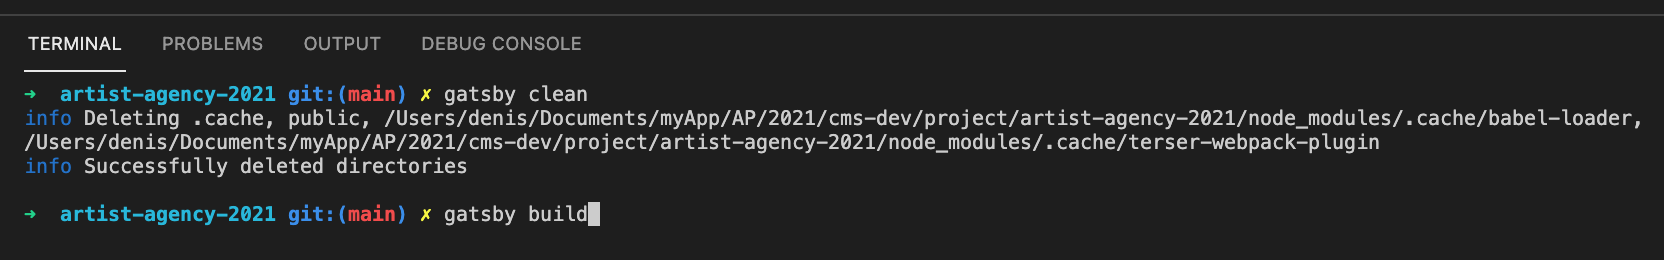 TERMINAL PROBLEMS OUTPUT DEBUG CONSOLE
➜ artist-agency-2021 git:(main) ✗ gatsby clean
info Deleting .cache, public, /Users/denis/Documents/myApp/AP/2021/cms-dev/project/artist-agency-2021/node_modules/.cache/babel-loader,
/Users/denis/Documents/myApp/AP/2021/cms-dev/project/artist-agency-2021/node_modules/.cache/terser-webpack-plugin
info Successfully deleted directories
➜ artist-agency-2021 git:(main) ✗ gatsby build